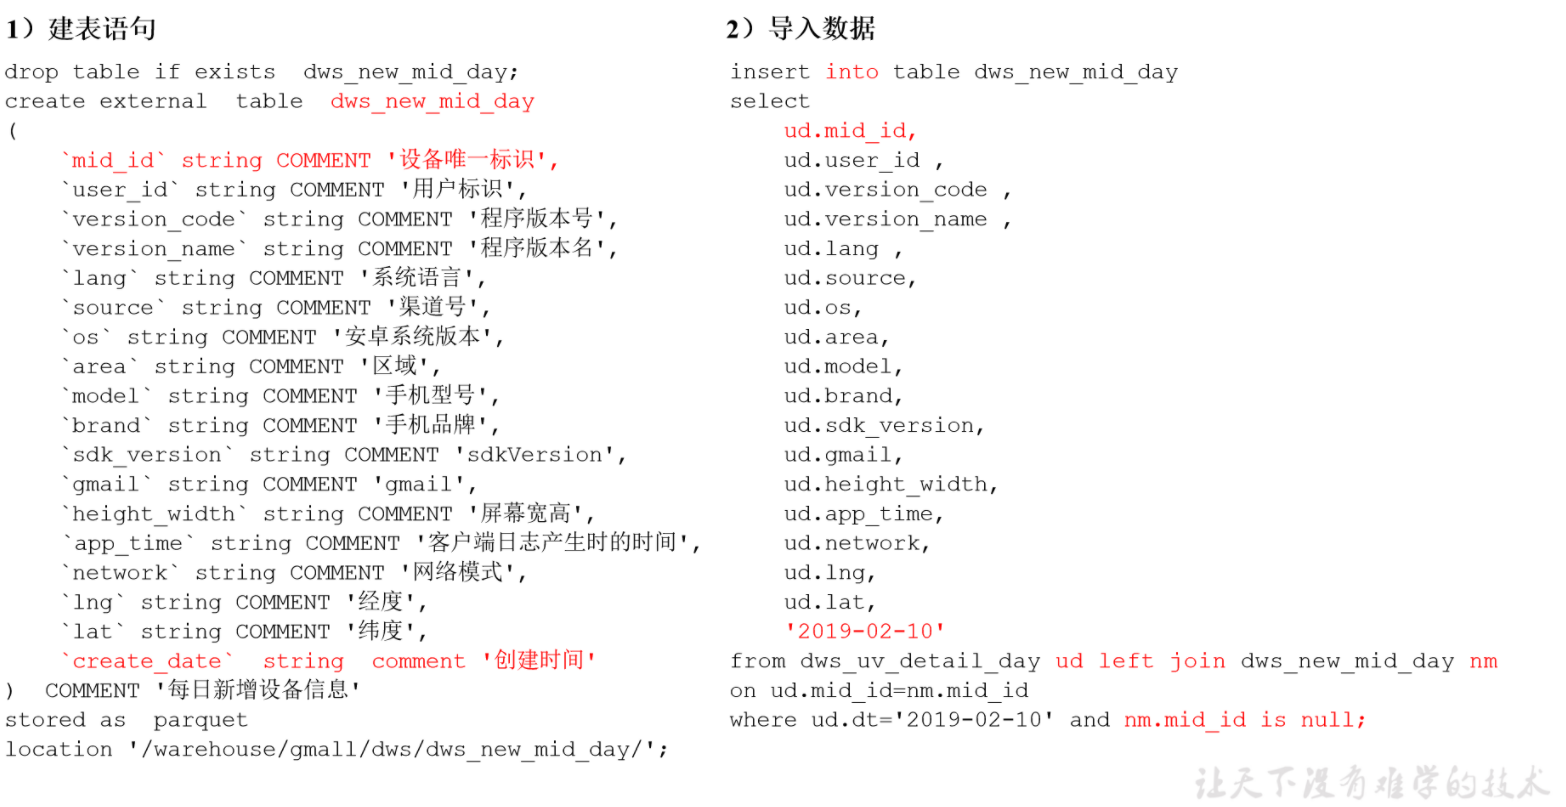 1）建表语句
drop table if exists  dws_new_mid_day;
create external  table  dws_new_mid_day
(
    `mid_id` string COMMENT '设备唯一标识',
    `user_id` string COMMENT '用户标识',
    `version_code` string COMMENT '程序版本号',
    `version_name` string COMMENT '程序版本名',
    `lang` string COMMENT '系统语言',
    `source` string COMMENT '渠道号',
    `os` string COMMENT '安卓系统版本',
    `area` string COMMENT '区域',
    `model` string COMMENT '手机型号',
    `brand` string COMMENT '手机品牌',
    `sdk_version` string COMMENT 'sdkVersion',
    `gmail` string COMMENT 'gmail',
    `height_width` string COMMENT '屏幕宽高',
    `app_time` string COMMENT '客户端日志产生时的时间',
    `network` string COMMENT '网络模式',
    `lng` string COMMENT '经度',
    `lat` string COMMENT '纬度',
    `create_date`  string  comment '创建时间'
)  COMMENT '每日新增设备信息'
stored as  parquet
location '/warehouse/gmall/dws/dws_new_mid_day/';
2）导入数据
insert into table dws_new_mid_day
select
    ud.mid_id,
    ud.user_id ,
    ud.version_code ,
    ud.version_name ,
    ud.lang ,
    ud.source,
    ud.os,
    ud.area,
    ud.model,
    ud.brand,
    ud.sdk_version,
    ud.gmail,
    ud.height_width,
    ud.app_time,
    ud.network,
    ud.lng,
    ud.lat,
    '2019-02-10'
from dws_uv_detail_day ud left join dws_new_mid_day nm
on ud.mid_id=nm.mid_id
where ud.dt='2019-02-10' and nm.mid_id is null;
让天下没有难学的技术